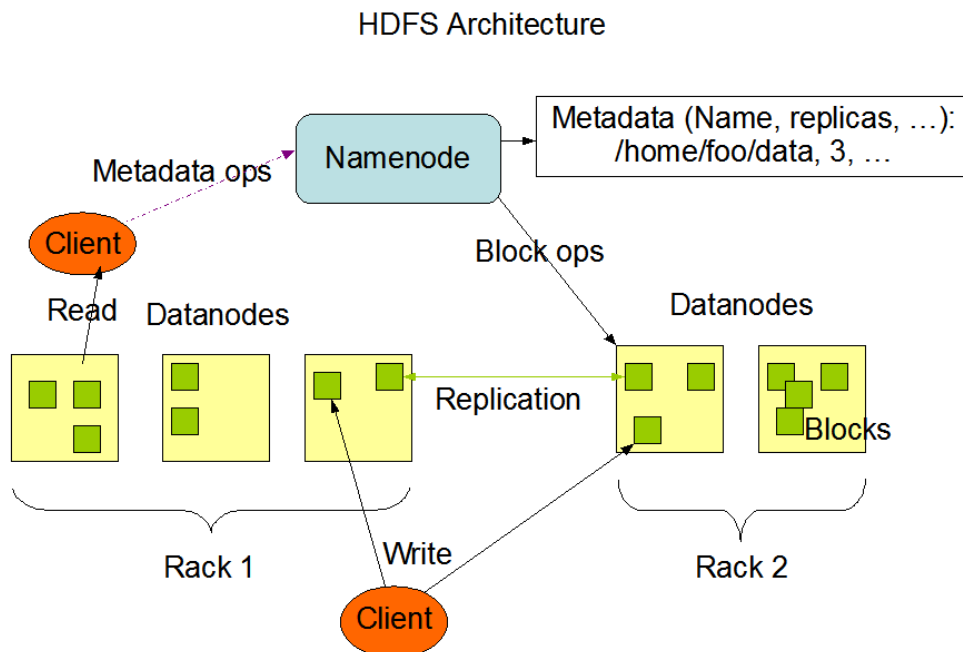 HDFS Architecture
Metadata (Name, replicas, …):
/home/foo/data, 3, …
Namenode
Metadata ops
Client
Block ops
Read
Datanodes
Datanodes
Replication
Blocks
Rack 1
Write
Rack 2
Client